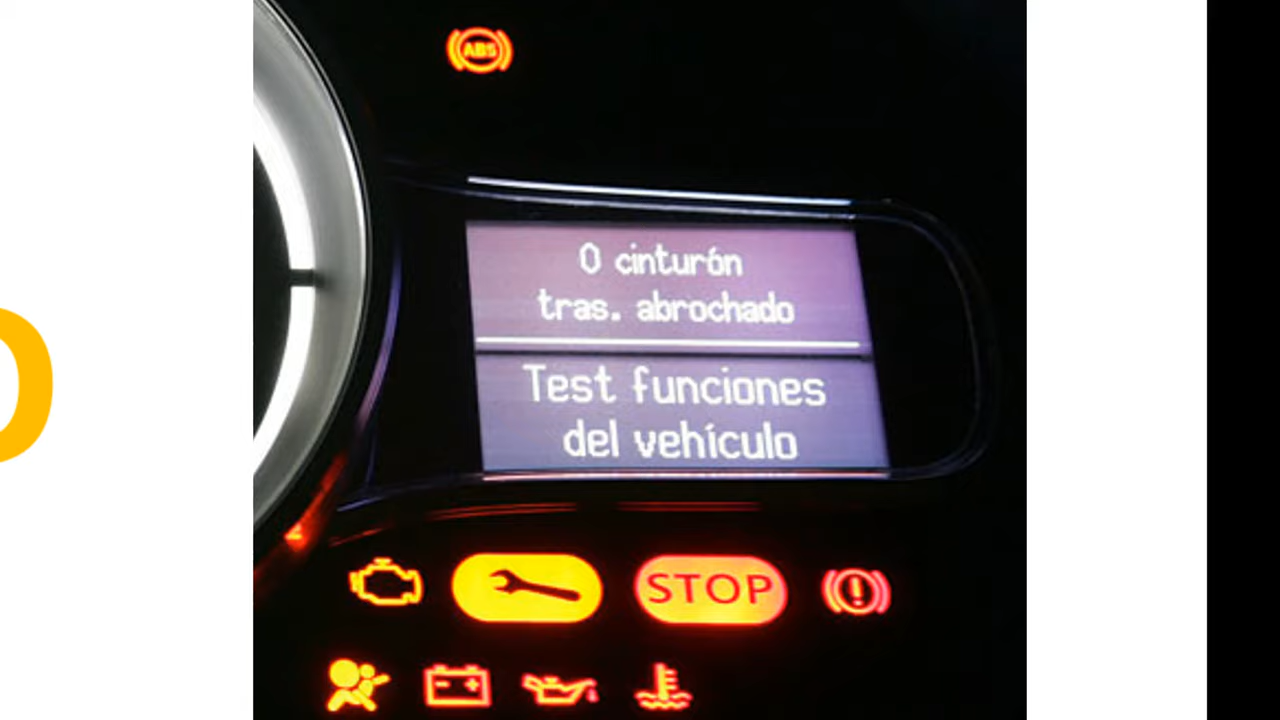 ABS
0 cinturón
tras. abrochado
Test funciones
del vehículo
STOP